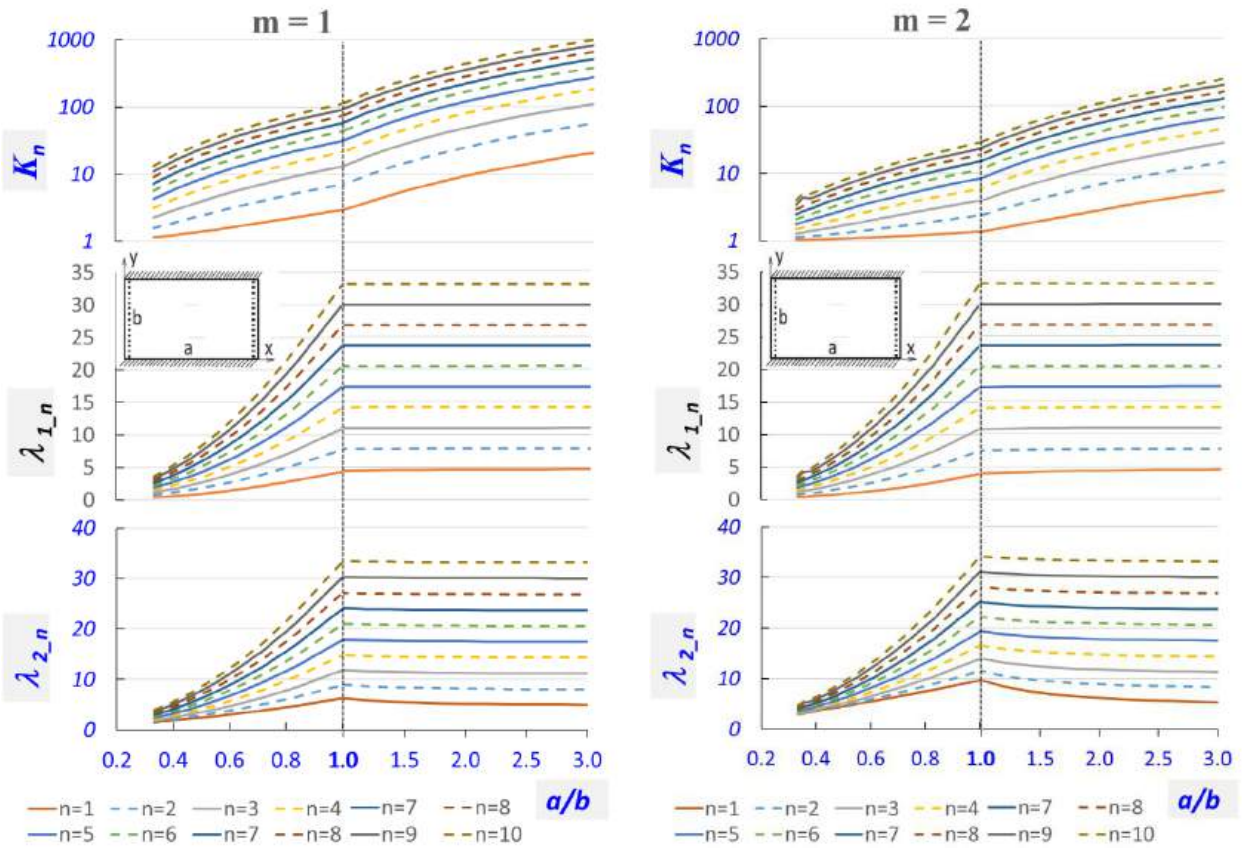 m = 1
m = 2
1000
100
10
1
K_n
1000
100
10
1
K_n
y
b
a
x
35
30
25
20
15
10
5
0
λ_1_n
y
b
a
x
35
30
25
20
15
10
5
0
λ_1_n
40
30
20
10
0
λ_2_n
40
30
20
10
0
λ_2_n
0.2 0.4 0.6 0.8 1.0 1.5 2.0 2.5 3.0
0.2 0.4 0.6 0.8 1.0 1.5 2.0 2.5 3.0
a/b
a/b
n=1 n=2 n=3 n=4 n=7 n=8
n=5 n=6 n=7 n=8 n=9 n=10
n=1 n=2 n=3 n=4 n=7 n=8
n=5 n=6 n=7 n=8 n=9 n=10